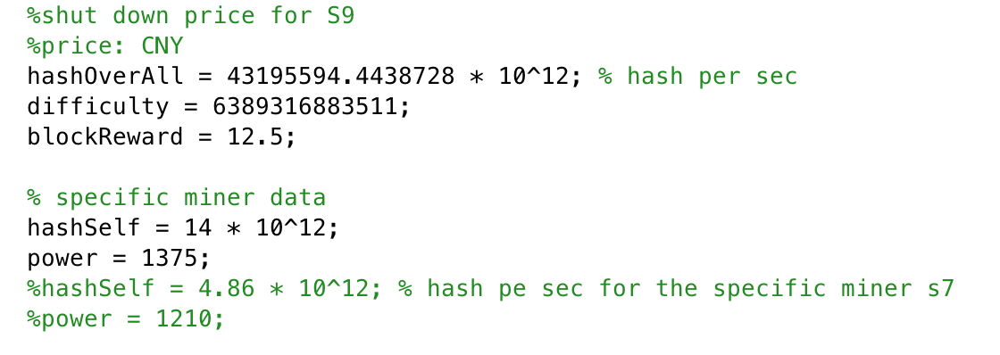 %shut down price for S9
%price: CNY
hashOverAll = 43195594.4438728 * 10^12; % hash per sec
difficulty = 6389316883511;
blockReward = 12.5;
% specific miner data
hashSelf = 14 * 10^12;
power = 1375;
%hashSelf = 4.86 * 10^12; % hash pe sec for the specific miner s7
%power = 1210;